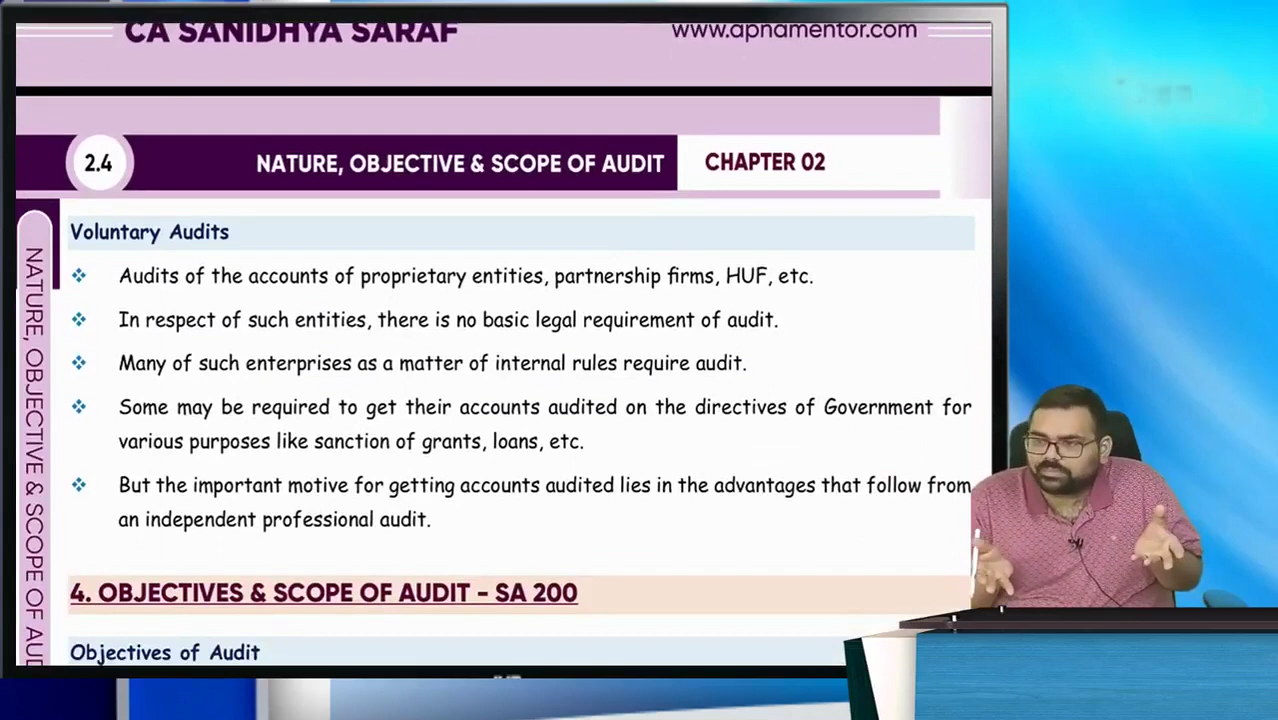 CA SANIDHYA SARAF
www.apnamentor.com
2.4
NATURE, OBJECTIVE & SCOPE OF AUDIT
CHAPTER 02
NATURE, OBJECTIVE & SCOPE OF AUD
Voluntary Audits
❖ Audits of the accounts of proprietary entities, partnership firms, HUF, etc.
❖ In respect of such entities, there is no basic legal requirement of audit.
❖ Many of such enterprises as a matter of internal rules require audit.
❖ Some may be required to get their accounts audited on the directives of Government for
various purposes like sanction of grants, loans, etc.
❖ But the important motive for getting accounts audited lies in the advantages that follow from
an independent professional audit.
4. OBJECTIVES & SCOPE OF AUDIT – SA 200
Objectives of Audit